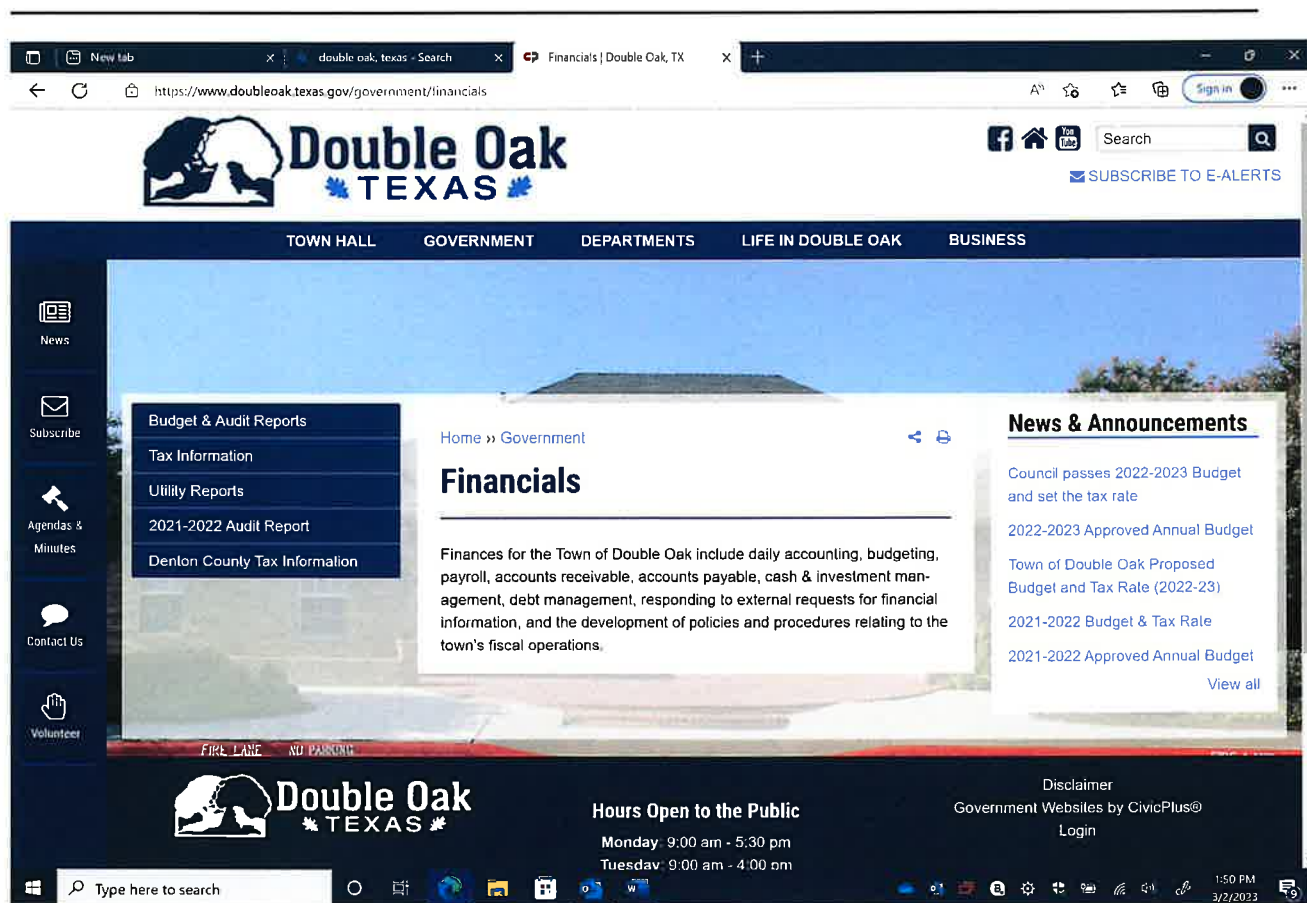 New tab
double oak, texas - Search
Financials | Double Oak, TX
https://www.doubleoak.texas.gov/government/financials
Sign in
Double Oak
TEXAS
You
Tube
Search
SUBSCRIBE TO E-ALERTS
TOWN HALL GOVERNMENT DEPARTMENTS LIFE IN DOUBLE OAK BUSINESS
News
Subscribe
Agendas &
Minutes
Contact Us
Volunteer
Budget & Audit Reports
Tax Information
Utility Reports
2021-2022 Audit Report
Denton County Tax Information
Home » Government
Financials
Finances for the Town of Double Oak include daily accounting, budgeting,
payroll, accounts receivable, accounts payable, cash & investment man-
agement, debt management, responding to external requests for financial
information, and the development of policies and procedures relating to the
town's fiscal operations.
News & Announcements
Council passes 2022-2023 Budget
and set the tax rate
2022-2023 Approved Annual Budget
Town of Double Oak Proposed
Budget and Tax Rate (2022-23)
2021-2022 Budget & Tax Rate
2021-2022 Approved Annual Budget
View all
FIRE LANE NO PARKING
Double Oak
TEXAS
Hours Open to the Public
Monday: 9:00 am - 5:30 pm
Tuesday: 9:00 am - 4:00 pm
Disclaimer
Government Websites by CivicPlus®
Login
Type here to search
1:50 PM
3/2/2023